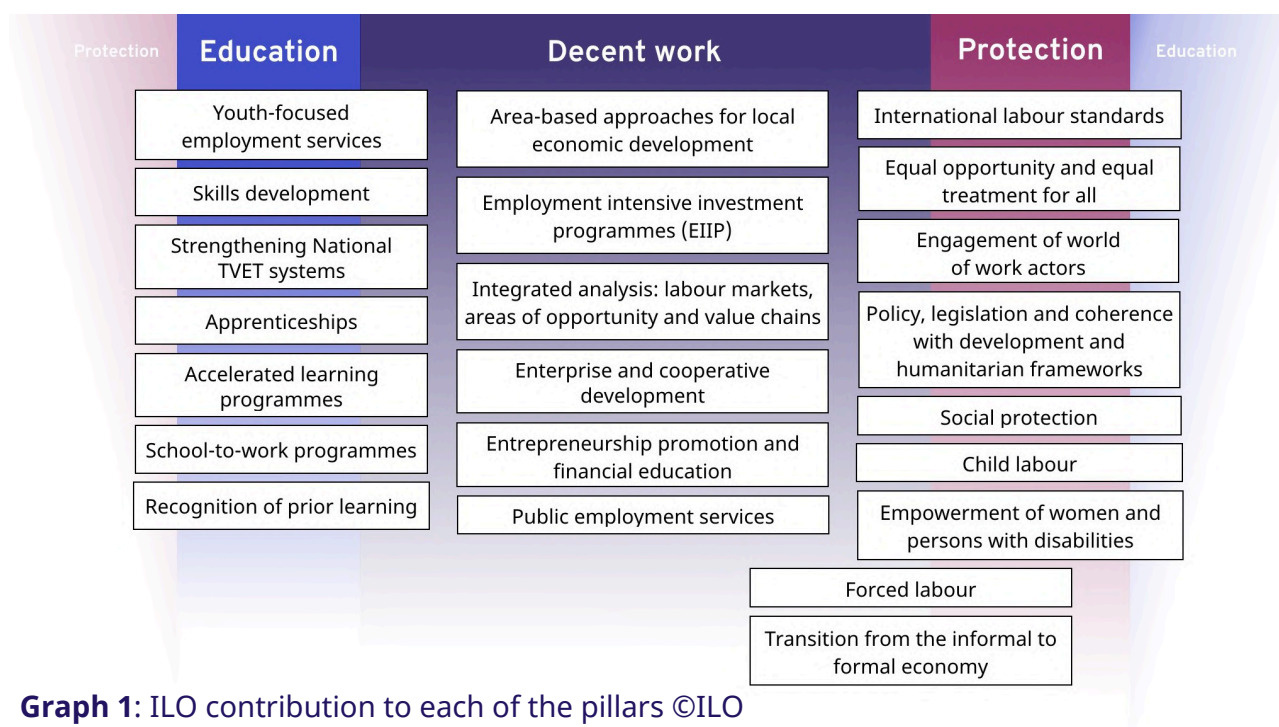 Protection
Education
Decent work
Protection
Education
Youth-focused
employment services
Skills development
Strengthening National
TVET systems
Apprenticeships
Accelerated learning
programmes
School-to-work programmes
Recognition of prior learning
Area-based approaches for local
economic development
Employment intensive investment
programmes (EIIP)
Integrated analysis: labour markets,
areas of opportunity and value chains
Enterprise and cooperative
development
Entrepreneurship promotion and
financial education
Public employment services
International labour standards
Equal opportunity and equal
treatment for all
Engagement of world
of work actors
Policy, legislation and coherence
with development and
humanitarian frameworks
Social protection
Child labour
Empowerment of women and
persons with disabilities
Forced labour
Transition from the informal to
formal economy
Graph 1: ILO contribution to each of the pillars ©ILO